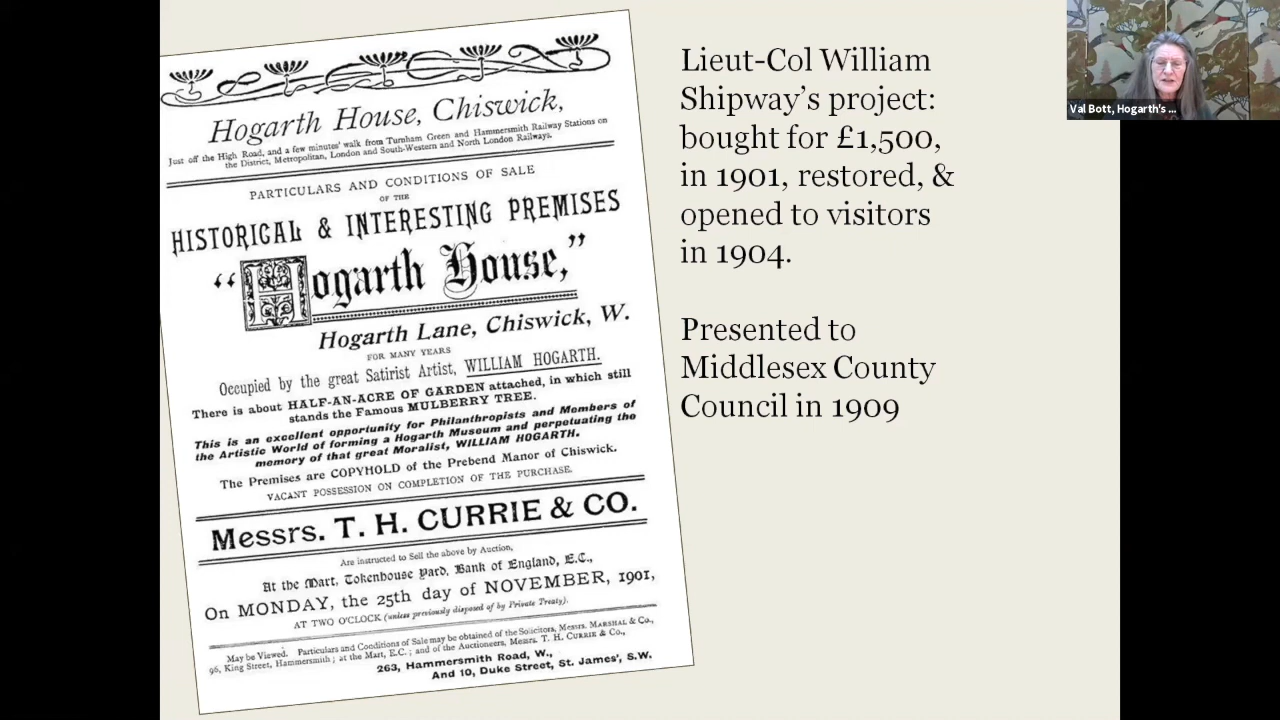 Hogarth House, Chiswick,
Just off the High Road, and a few minutes' walk from Turnham Green and Hammersmith Railway Stations on
the District, Metropolitan, London and South-Western and North London Railways.
PARTICULARS AND CONDITIONS OF SALE
OF THE
HISTORICAL & INTERESTING PREMISES
“Hogarth House,”
Hogarth Lane, Chiswick, W.
FOR MANY YEARS
Occupied by the great Satirist Artist, WILLIAM HOGARTH.
There is about HALF-AN-ACRE OF GARDEN attached, in which still
stands the Famous MULBERRY TREE.
This is an excellent opportunity for Philanthropists and Members of
the Artistic World of forming a Hogarth Museum and perpetuating the
memory of that great Moralist, WILLIAM HOGARTH.
The Premises are COPYHOLD of the Prebend Manor of Chiswick.
VACANT POSSESSION ON COMPLETION OF THE PURCHASE.
Messrs. T. H. CURRIE & CO.
Are instructed to Sell the above by Auction,
At the Mart, Tokenhouse Yard, Bank of England, E.C.,
On MONDAY, the 25th day of NOVEMBER, 1901,
AT TWO O'CLOCK (unless previously disposed of by Private Treaty).
May be Viewed. Particulars and Conditions of Sale may be obtained of the Solicitors, Messrs. MARSHAL & Co.,
96, King Street, Hammersmith; at the Mart, E.C.; and of the Auctioneers, Messrs. T. H. CURRIE & Co.,
263, Hammersmith Road, W.,
And 10, Duke Street, St. James', S.W.
Lieut-Col William
Shipway’s project:
bought for £1,500,
in 1901, restored, &
opened to visitors
in 1904.
Presented to
Middlesex County
Council in 1909
Val Bott, Hogarth's ...